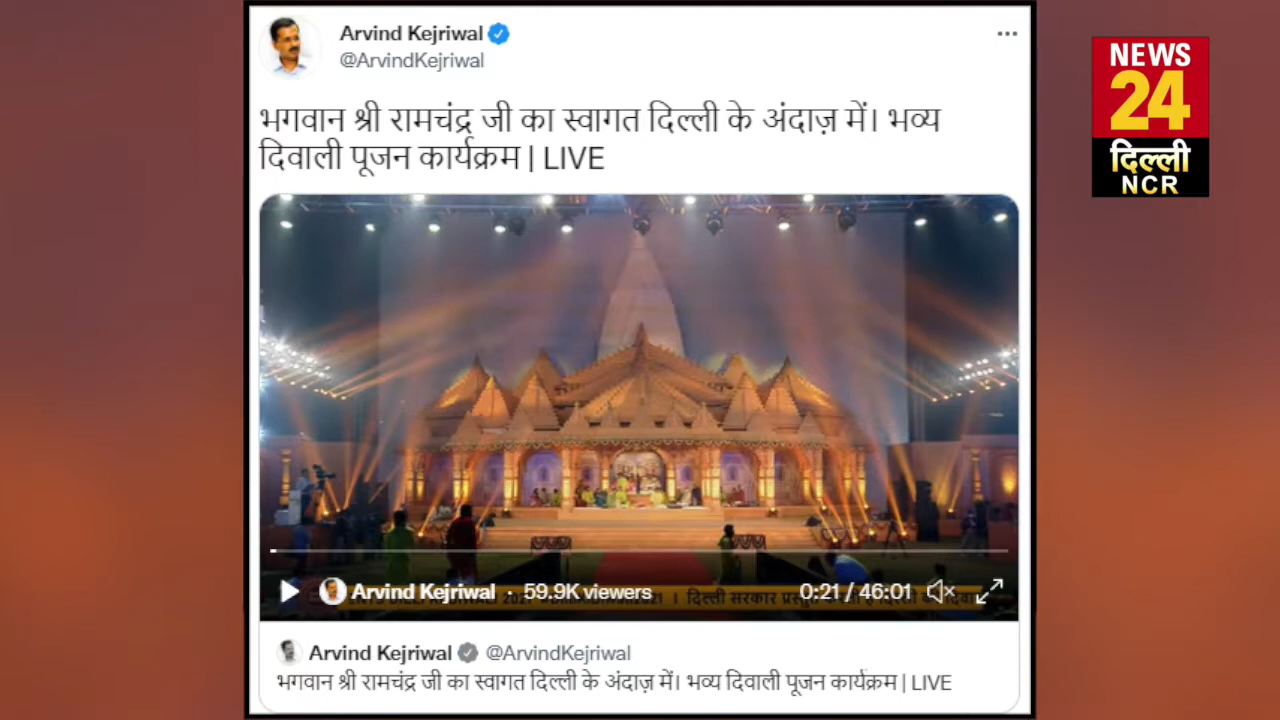 Arvind Kejriwal
@ArvindKejriwal
NEWS
24
दिल्ली
NCR
भगवान श्री रामचंद्र जी का स्वागत दिल्ली के अंदाज़ में। भव्य
दिवाली पूजन कार्यक्रम | LIVE
Arvind Kejriwal · 59.9K viewers
0:21 / 46:01
दिल्ली सरकार
Arvind Kejriwal @ArvindKejriwal
भगवान श्री रामचंद्र जी का स्वागत दिल्ली के अंदाज़ में। भव्य दिवाली पूजन कार्यक्रम | LIVE